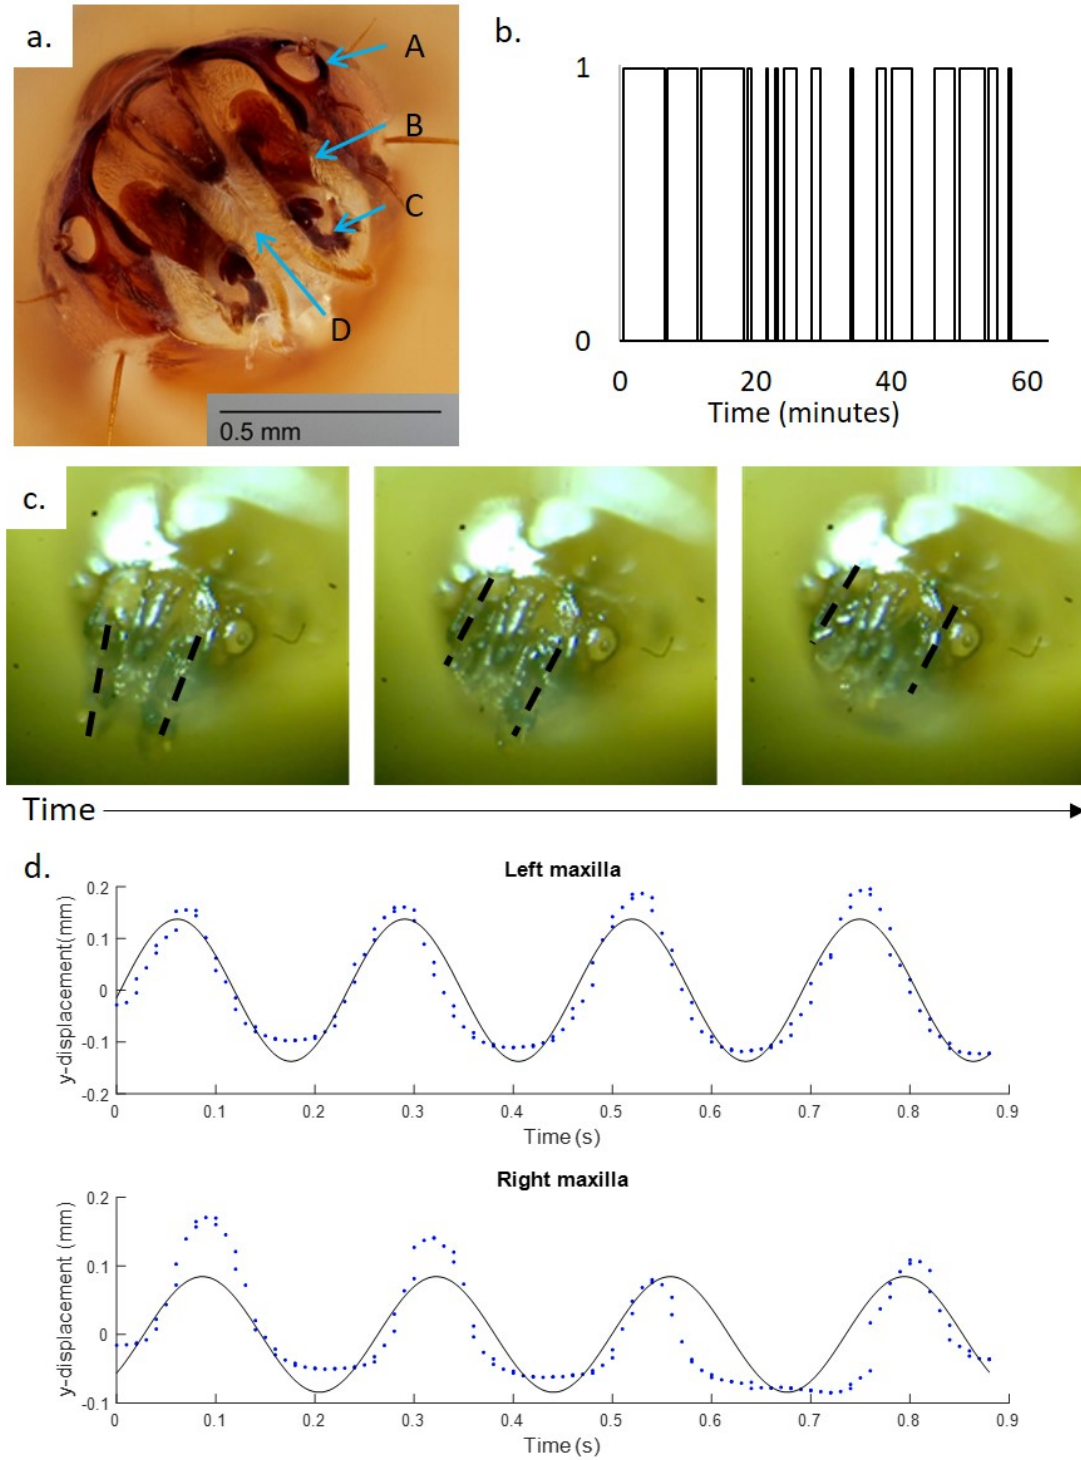 a.
A
B
C
D
0.5 mm
b.
1
0
0 20 40 60
Time (minutes)
c.
Time
d.
Left maxilla
y-displacement(mm)
0.2
0.1
0
-0.1
-0.2
0 0.1 0.2 0.3 0.4 0.5 0.6 0.7 0.8 0.9
Time (s)
Right maxilla
y-displacement (mm)
0.2
0.1
0
-0.1
0 0.1 0.2 0.3 0.4 0.5 0.6 0.7 0.8 0.9
Time (s)